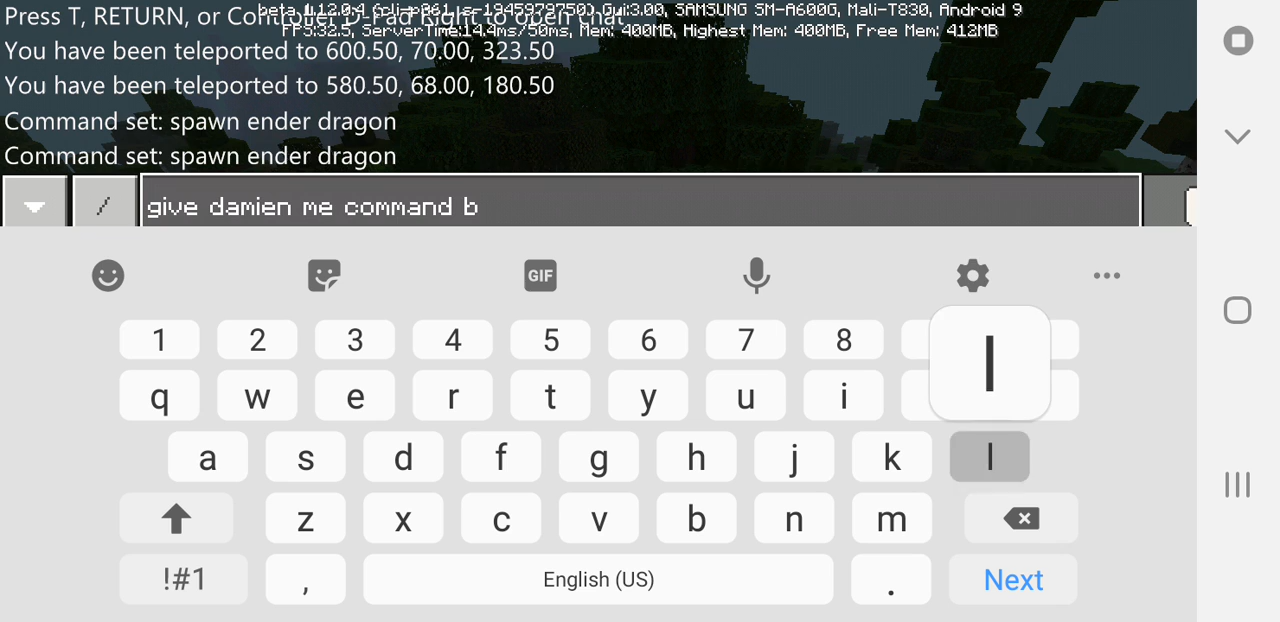 Press T, RETURN, or Controller D-Pad Right to open chat
FPS:32.5, ServerTime:14.4ms/50ms, Mem: 400MB, Highest Mem: 400MB, Free Mem: 412MB
You have been teleported to 600.50, 70.00, 323.50
You have been teleported to 580.50, 68.00, 180.50
Command set: spawn ender dragon
Command set: spawn ender dragon
/ give damien me command b
GIF
1 2 3 4 5 6 7 8
q w e r t y u i l
a s d f g h j k l
z x c v b n m
!#1 , English (US) . Next